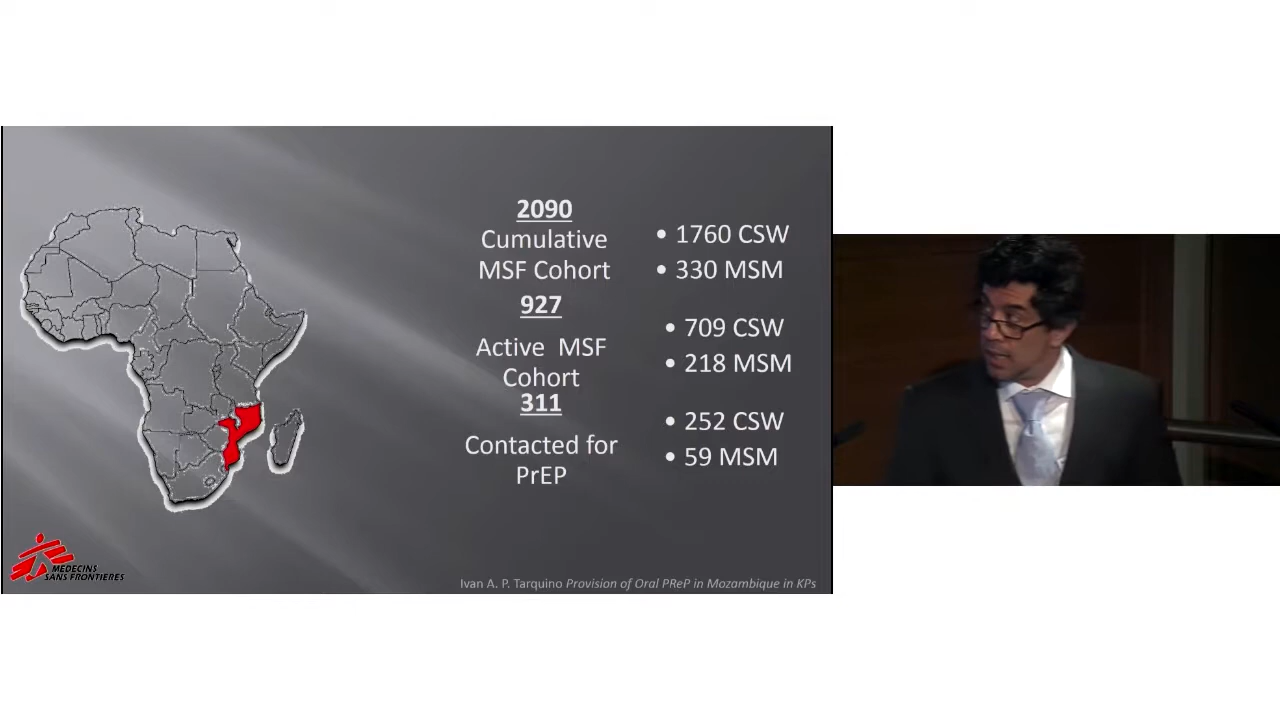 2090
Cumulative
MSF Cohort
• 1760 CSW
• 330 MSM
927
Active MSF
Cohort
• 709 CSW
• 218 MSM
311
Contacted for
PrEP
• 252 CSW
• 59 MSM
MEDECINS
SANS FRONTIERES
Ivan A. P. Tarquino Provision of Oral PReP in Mozambique in KPs